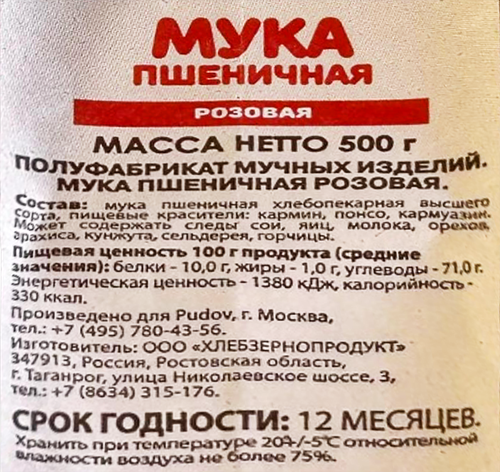 МУКА
ПШЕНИЧНАЯ
РОЗОВАЯ
МАССА НЕТТО 500 г
ПОЛУФАБРИКАТ МУЧНЫХ ИЗДЕЛИЙ.
МУКА ПШЕНИЧНАЯ РОЗОВАЯ.
Состав: мука пшеничная хлебопекарная высшего
сорта, пищевые красители: кармин, понсо, кармуазин.
Может содержать следы сои, яиц, молока, орехов,
арахиса, кунжута, сельдерея, горчицы.
Пищевая ценность 100 г продукта (средние
значения): белки - 10,0 г, жиры - 1,0 г, углеводы - 71,0 г.
Энергетическая ценность - 1380 кДж, калорийность -
330 ккал.
Произведено для Pudov, г. Москва,
тел.: +7 (495) 780-43-56.
Изготовитель: ООО «ХЛЕБЗЕРНОПРОДУКТ»
347913, Россия, Ростовская область,
г. Таганрог, улица Николаевское шоссе, 3,
тел.: +7 (8634) 315-176.
СРОК ГОДНОСТИ: 12 МЕСЯЦЕВ.
Хранить при температуре 20+/-5°С относительной
влажности воздуха не более 75%.